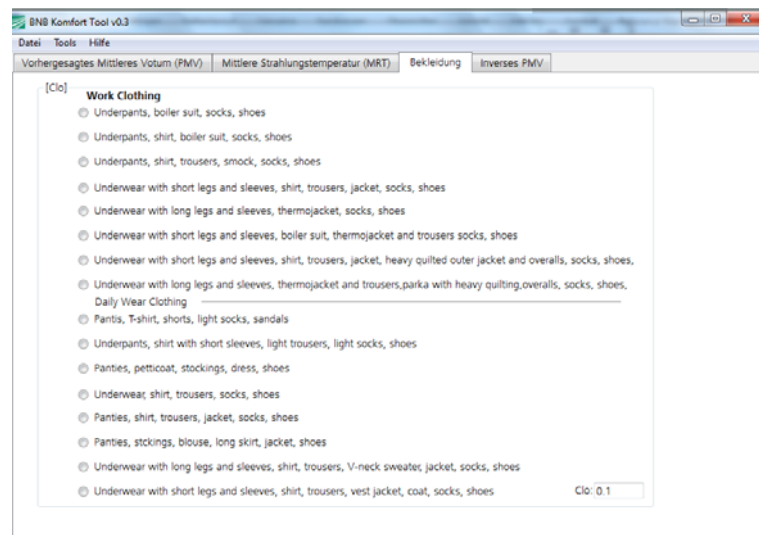 BNB Komfort Tool v0.3
Datei Tools Hilfe
Vorhergesagtes Mittleres Votum (PMV) Mittlere Strahlungstemperatur (MRT) Bekleidung Inverses PMV
[Clo]
Work Clothing
Underpants, boiler suit, socks, shoes
Underpants, shirt, boiler suit, socks, shoes
Underpants, shirt, trousers, smock, socks, shoes
Underwear with short legs and sleeves, shirt, trousers, jacket, socks, shoes
Underwear with long legs and sleeves, thermojacket, socks, shoes
Underwear with short legs and sleeves, boiler suit, thermojacket and trousers socks, shoes
Underwear with short legs and sleeves, shirt, trousers, jacket, heavy quilted outer jacket and overalls, socks, shoes,
Underwear with long legs and sleeves, thermojacket and trousers,parka with heavy quilting,overalls, socks, shoes,
Daily Wear Clothing
Pantis, T-shirt, shorts, light socks, sandals
Underpants, shirt with short sleeves, light trousers, light socks, shoes
Panties, petticoat, stockings, dress, shoes
Underwear, shirt, trousers, socks, shoes
Panties, shirt, trousers, jacket, socks, shoes
Panties, stckings, blouse, long skirt, jacket, shoes
Underwear with long legs and sleeves, shirt, trousers, V-neck sweater, jacket, socks, shoes
Underwear with short legs and sleeves, shirt, trousers, vest jacket, coat, socks, shoes Clo: 0.1